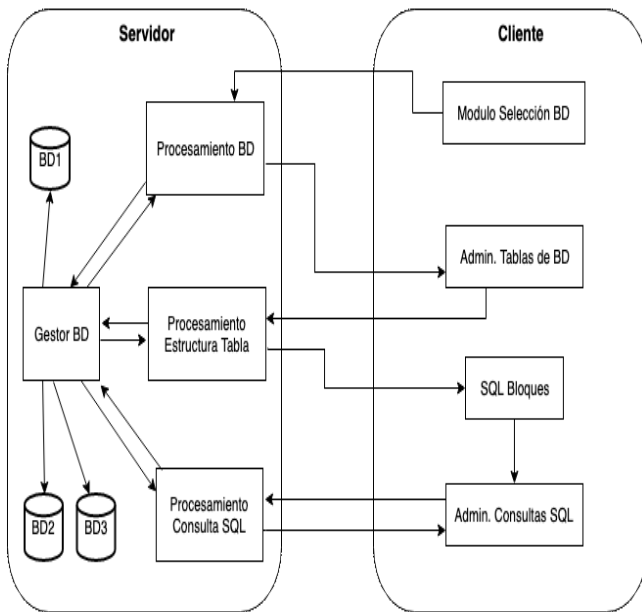 Servidor
Cliente
Modulo Selección BD
Procesamiento BD
BD1
Admin. Tablas de BD
Gestor BD
Procesamiento
Estructura Tabla
SQL Bloques
BD2
BD3
Procesamiento
Consulta SQL
Admin. Consultas SQL